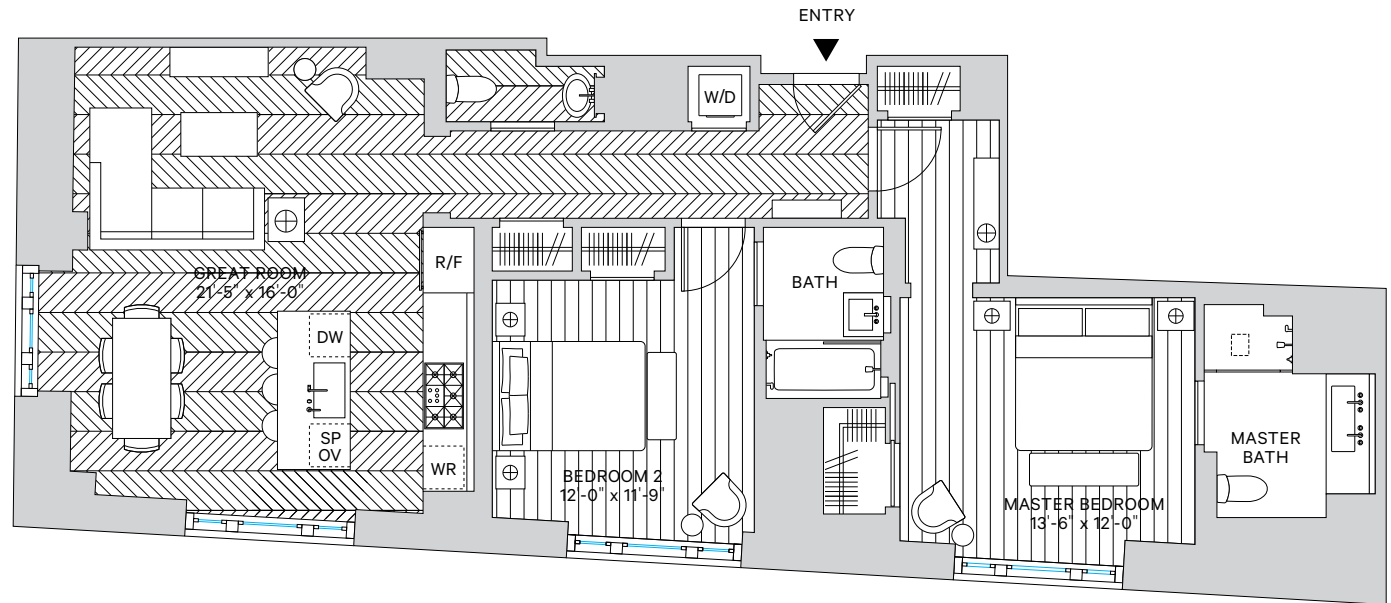 ENTRY
W/D
GREAT ROOM
21'-5" x 16'-0"
R/F
BATH
DW
SP
OV
WR
BEDROOM 2
12'-0" x 11'-9"
MASTER BEDROOM
13'-6" x 12'-0"
MASTER
BATH